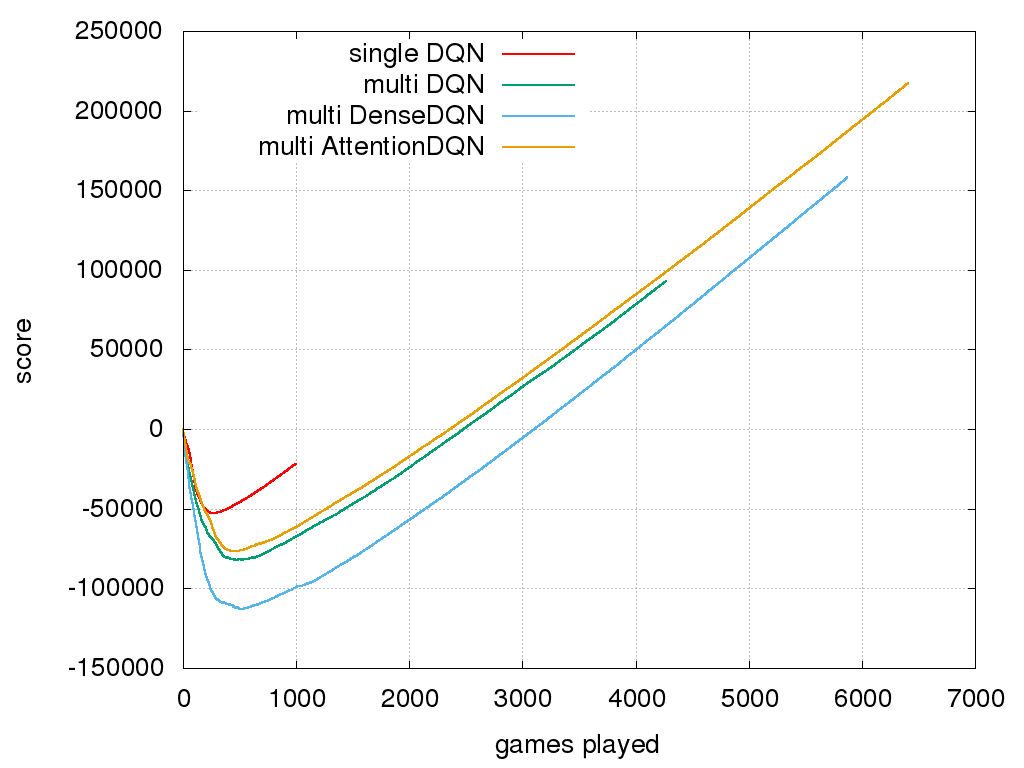 250000
200000
150000
100000
50000
0
-50000
-100000
-150000
score
single DQN
multi DQN
multi DenseDQN
multi AttentionDQN
0 1000 2000 3000 4000 5000 6000 7000
games played